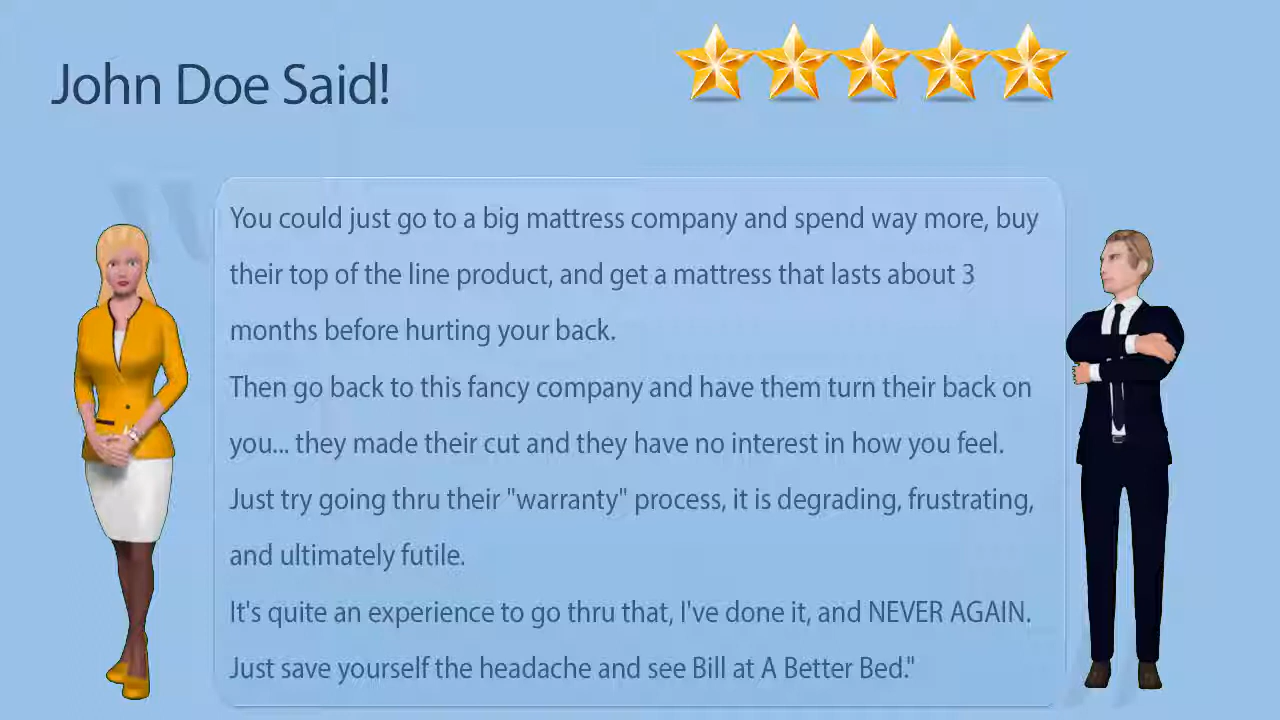 John Doe Said!
You could just go to a big mattress company and spend way more, buy
their top of the line product, and get a mattress that lasts about 3
months before hurting your back.
Then go back to this fancy company and have them turn their back on
you... they made their cut and they have no interest in how you feel.
Just try going thru their "warranty" process, it is degrading, frustrating,
and ultimately futile.
It's quite an experience to go thru that, I've done it, and NEVER AGAIN.
Just save yourself the headache and see Bill at A Better Bed."